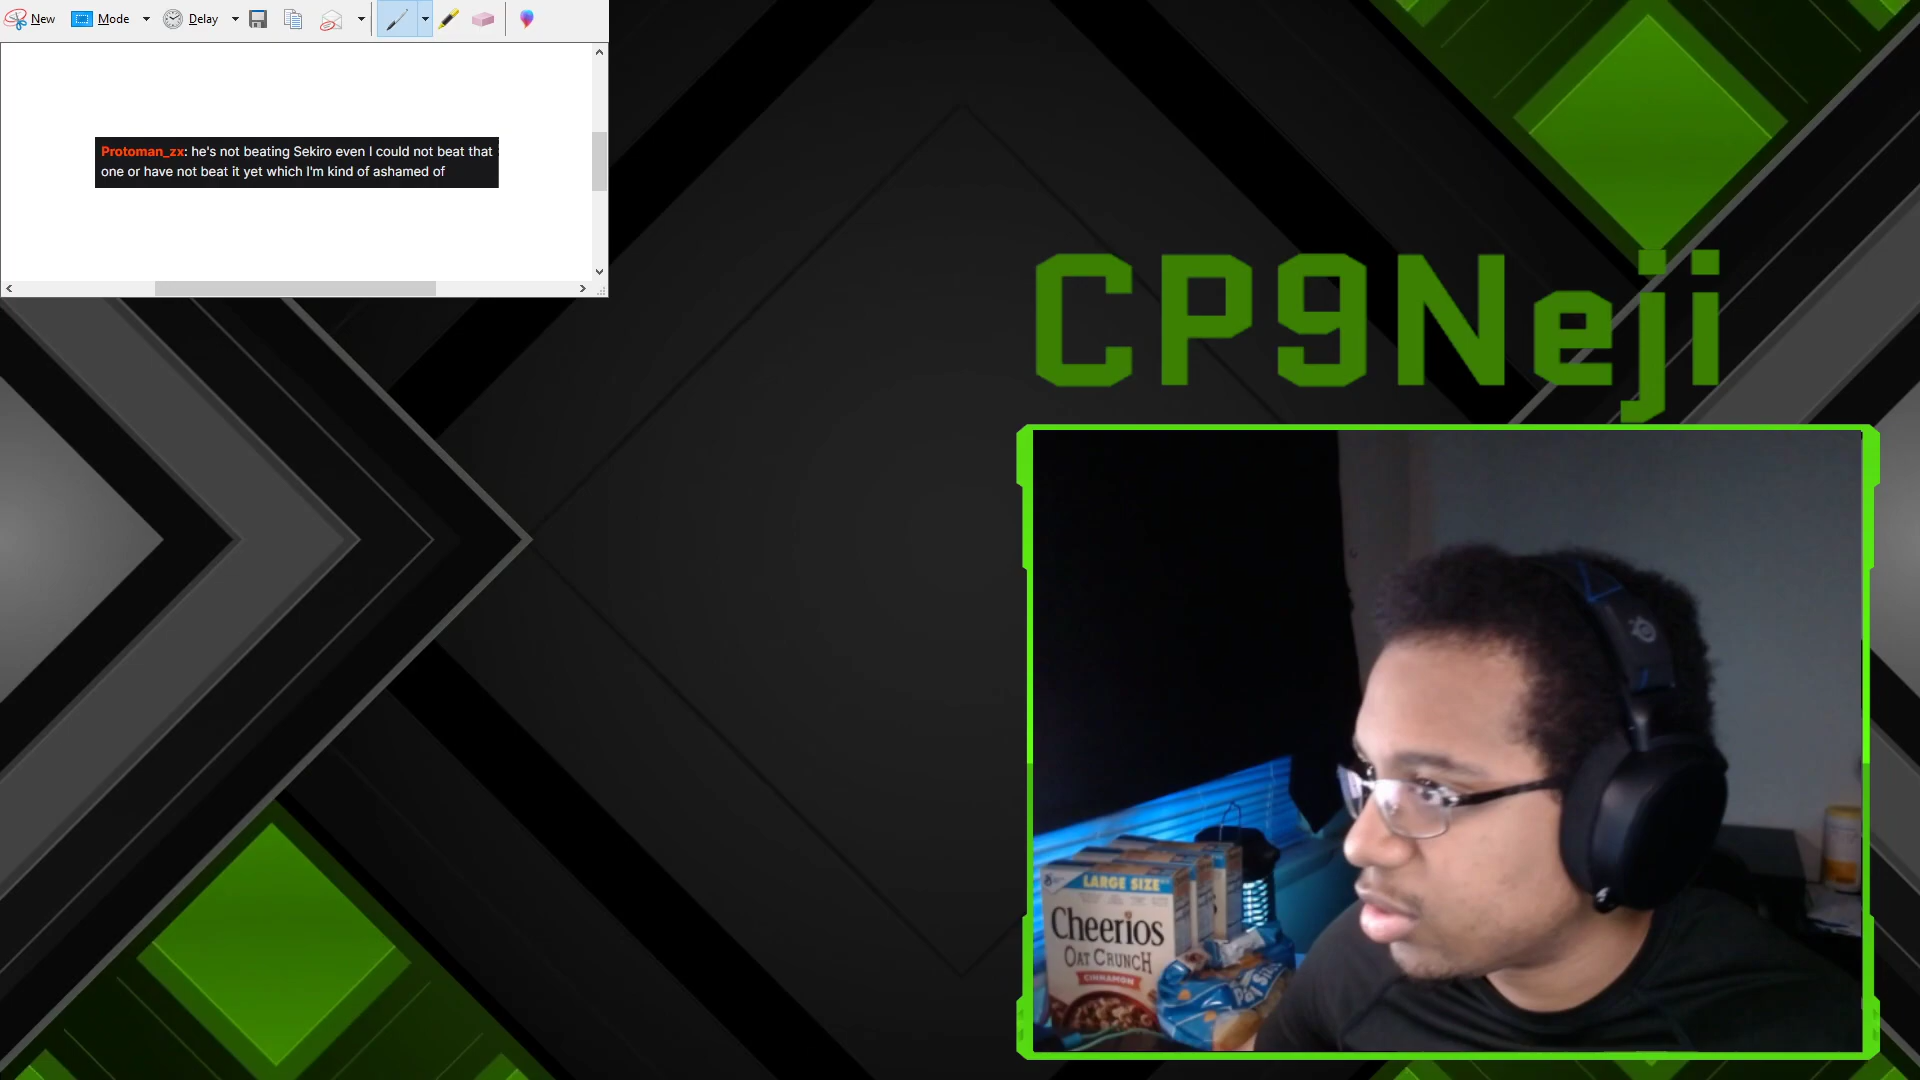 New Mode Delay
Protoman_zx: he's not beating Sekiro even I could not beat that
one or have not beat it yet which I'm kind of ashamed of
CP9Neji
LARGE SIZE
Cheerios
OAT CRUNCH
CINNAMON